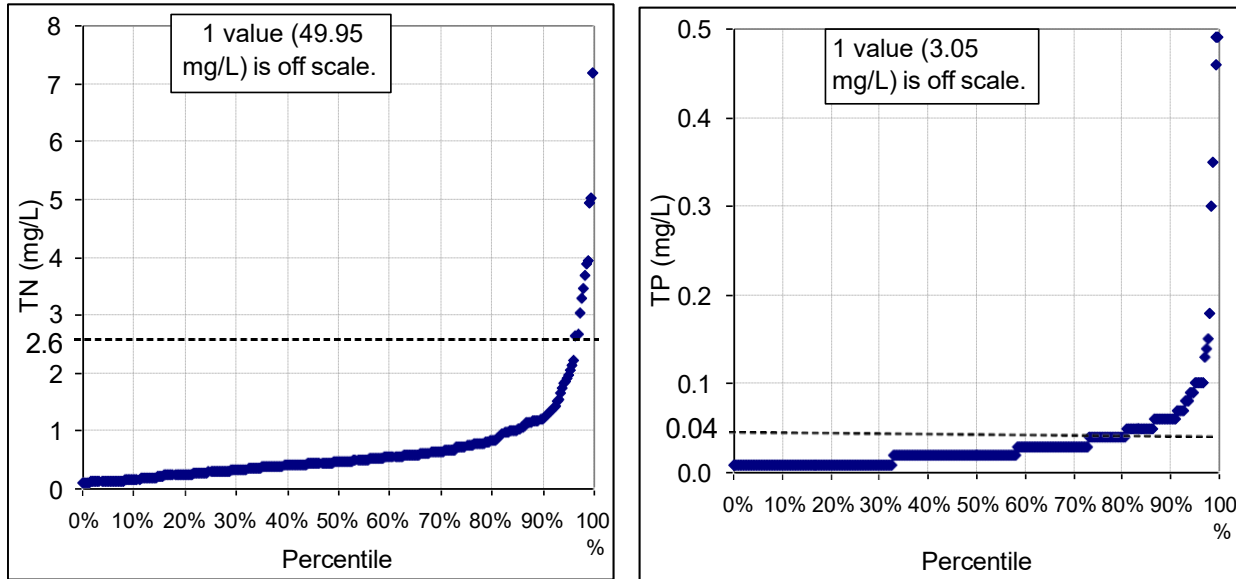 1 value (49.95
mg/L) is off scale.
TN (mg/L)
8
7
6
5
4
3
2.6
2
1
0
0% 10% 20% 30% 40% 50% 60% 70% 80% 90% 100
%
Percentile
1 value (3.05
mg/L) is off scale.
TP (mg/L)
0.5
0.4
0.3
0.2
0.1
0.04
0.0
0% 10% 20% 30% 40% 50% 60% 70% 80% 90% 100
%
Percentile